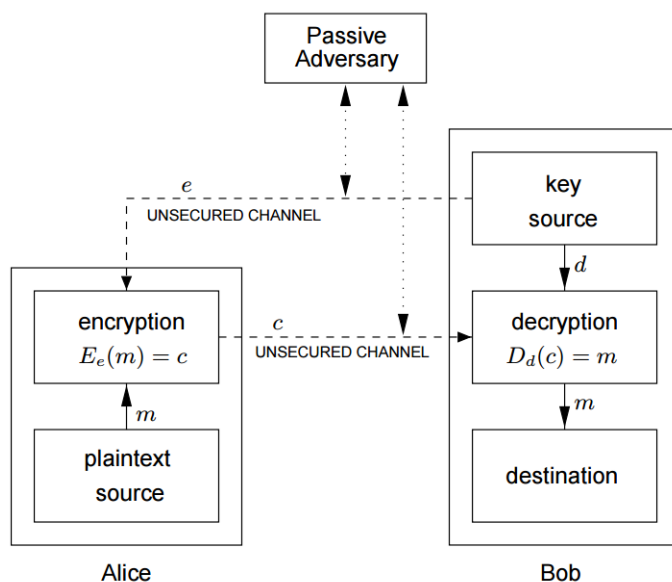 Passive
Adversary
e
UNSECURED CHANNEL
key
source
d
encryption
E_e(m) = c
c
UNSECURED CHANNEL
decryption
D_d(c) = m
m
m
plaintext
source
destination
Alice
Bob